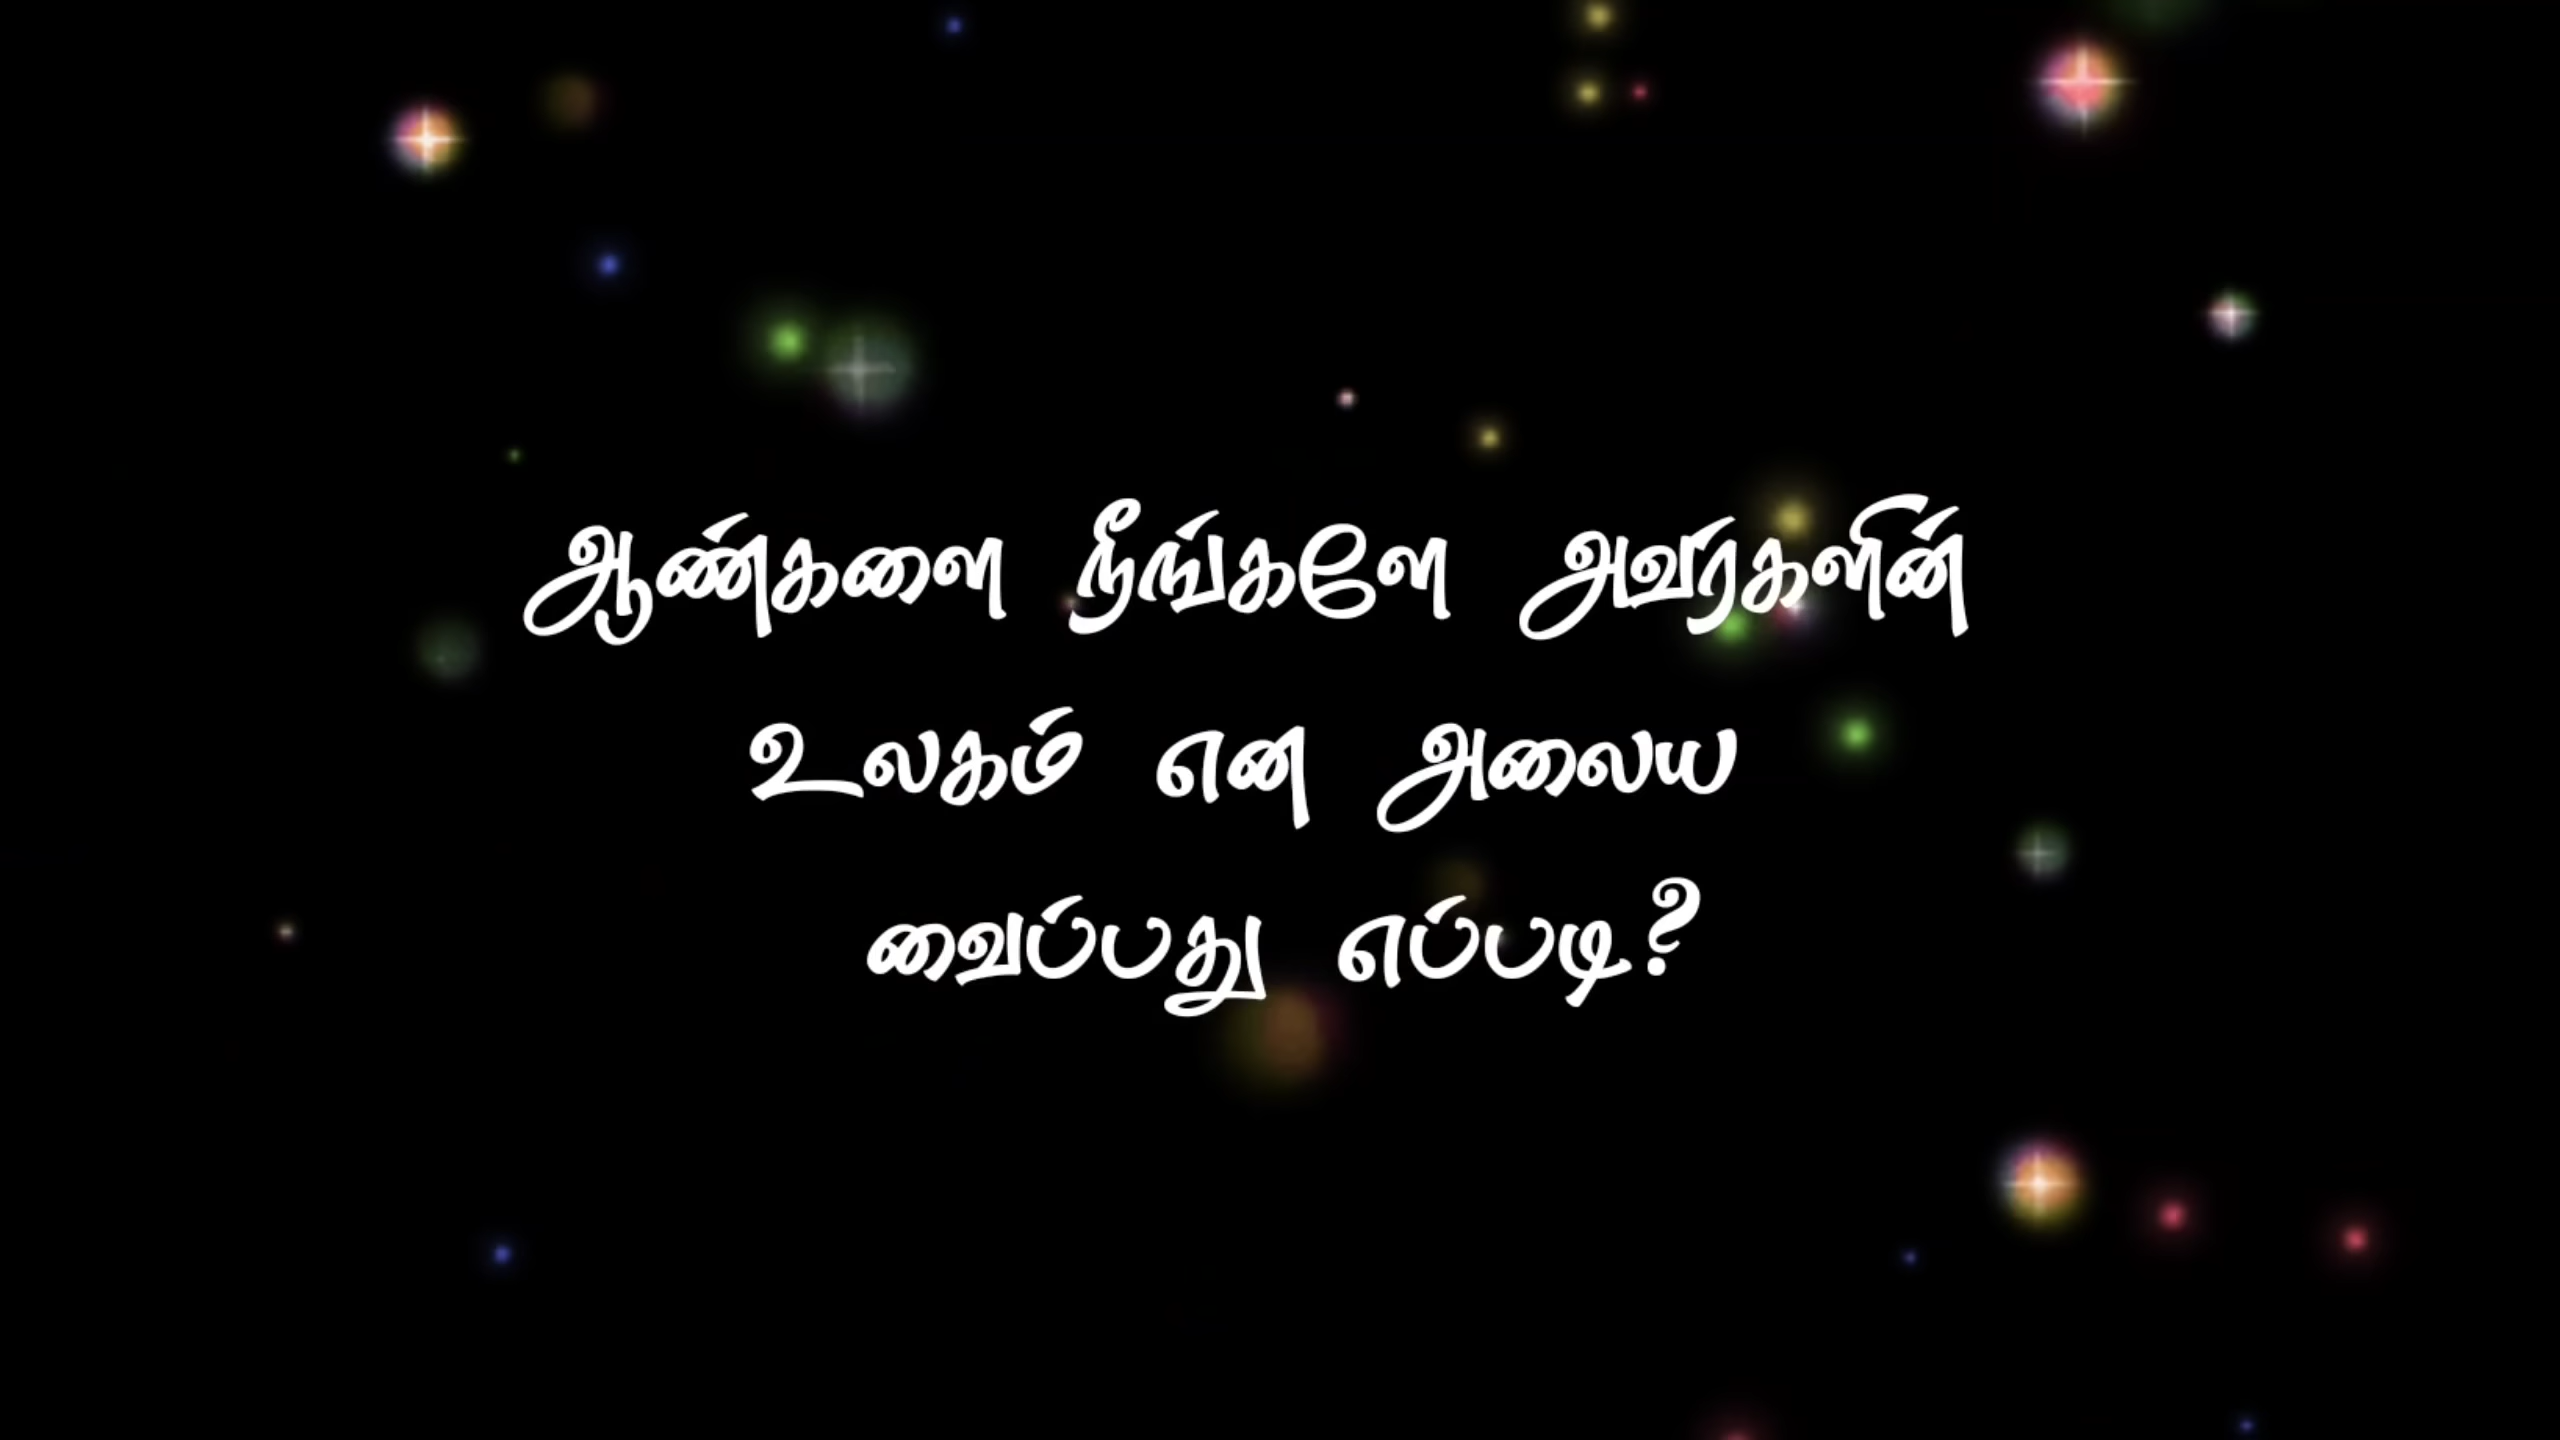 ஆண்களை நீங்களே அவர்களின்
உலகம் என அலைய
வைப்பது எப்படி?